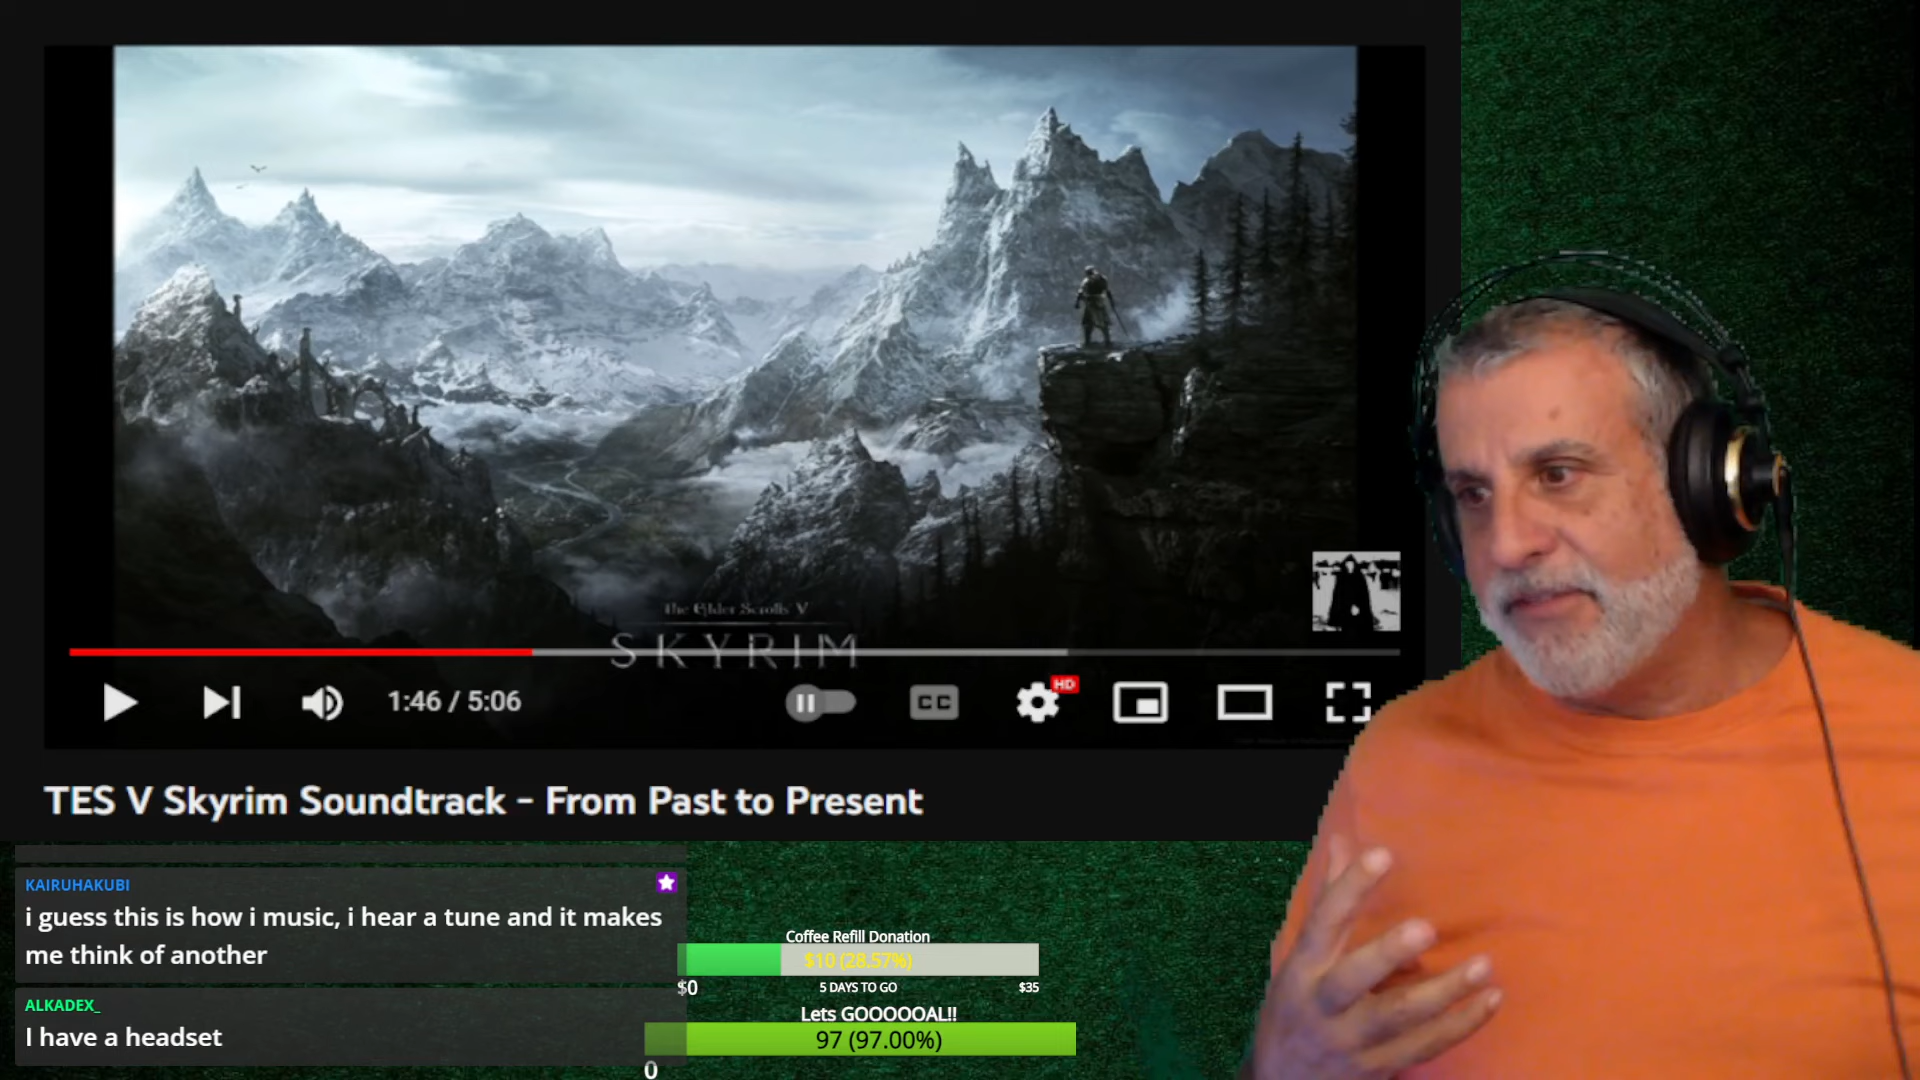 The Elder Scrolls V
SKYRIM
1:46 / 5:06
CC
HD
TES V Skyrim Soundtrack - From Past to Present
KAIRUHAKUBI
i guess this is how i music, i hear a tune and it makes
me think of another
ALKADEX_
I have a headset
Coffee Refill Donation
$10 (28.57%)
$0
5 DAYS TO GO
$35
Lets GOOOOOAL!!
97 (97.00%)
0